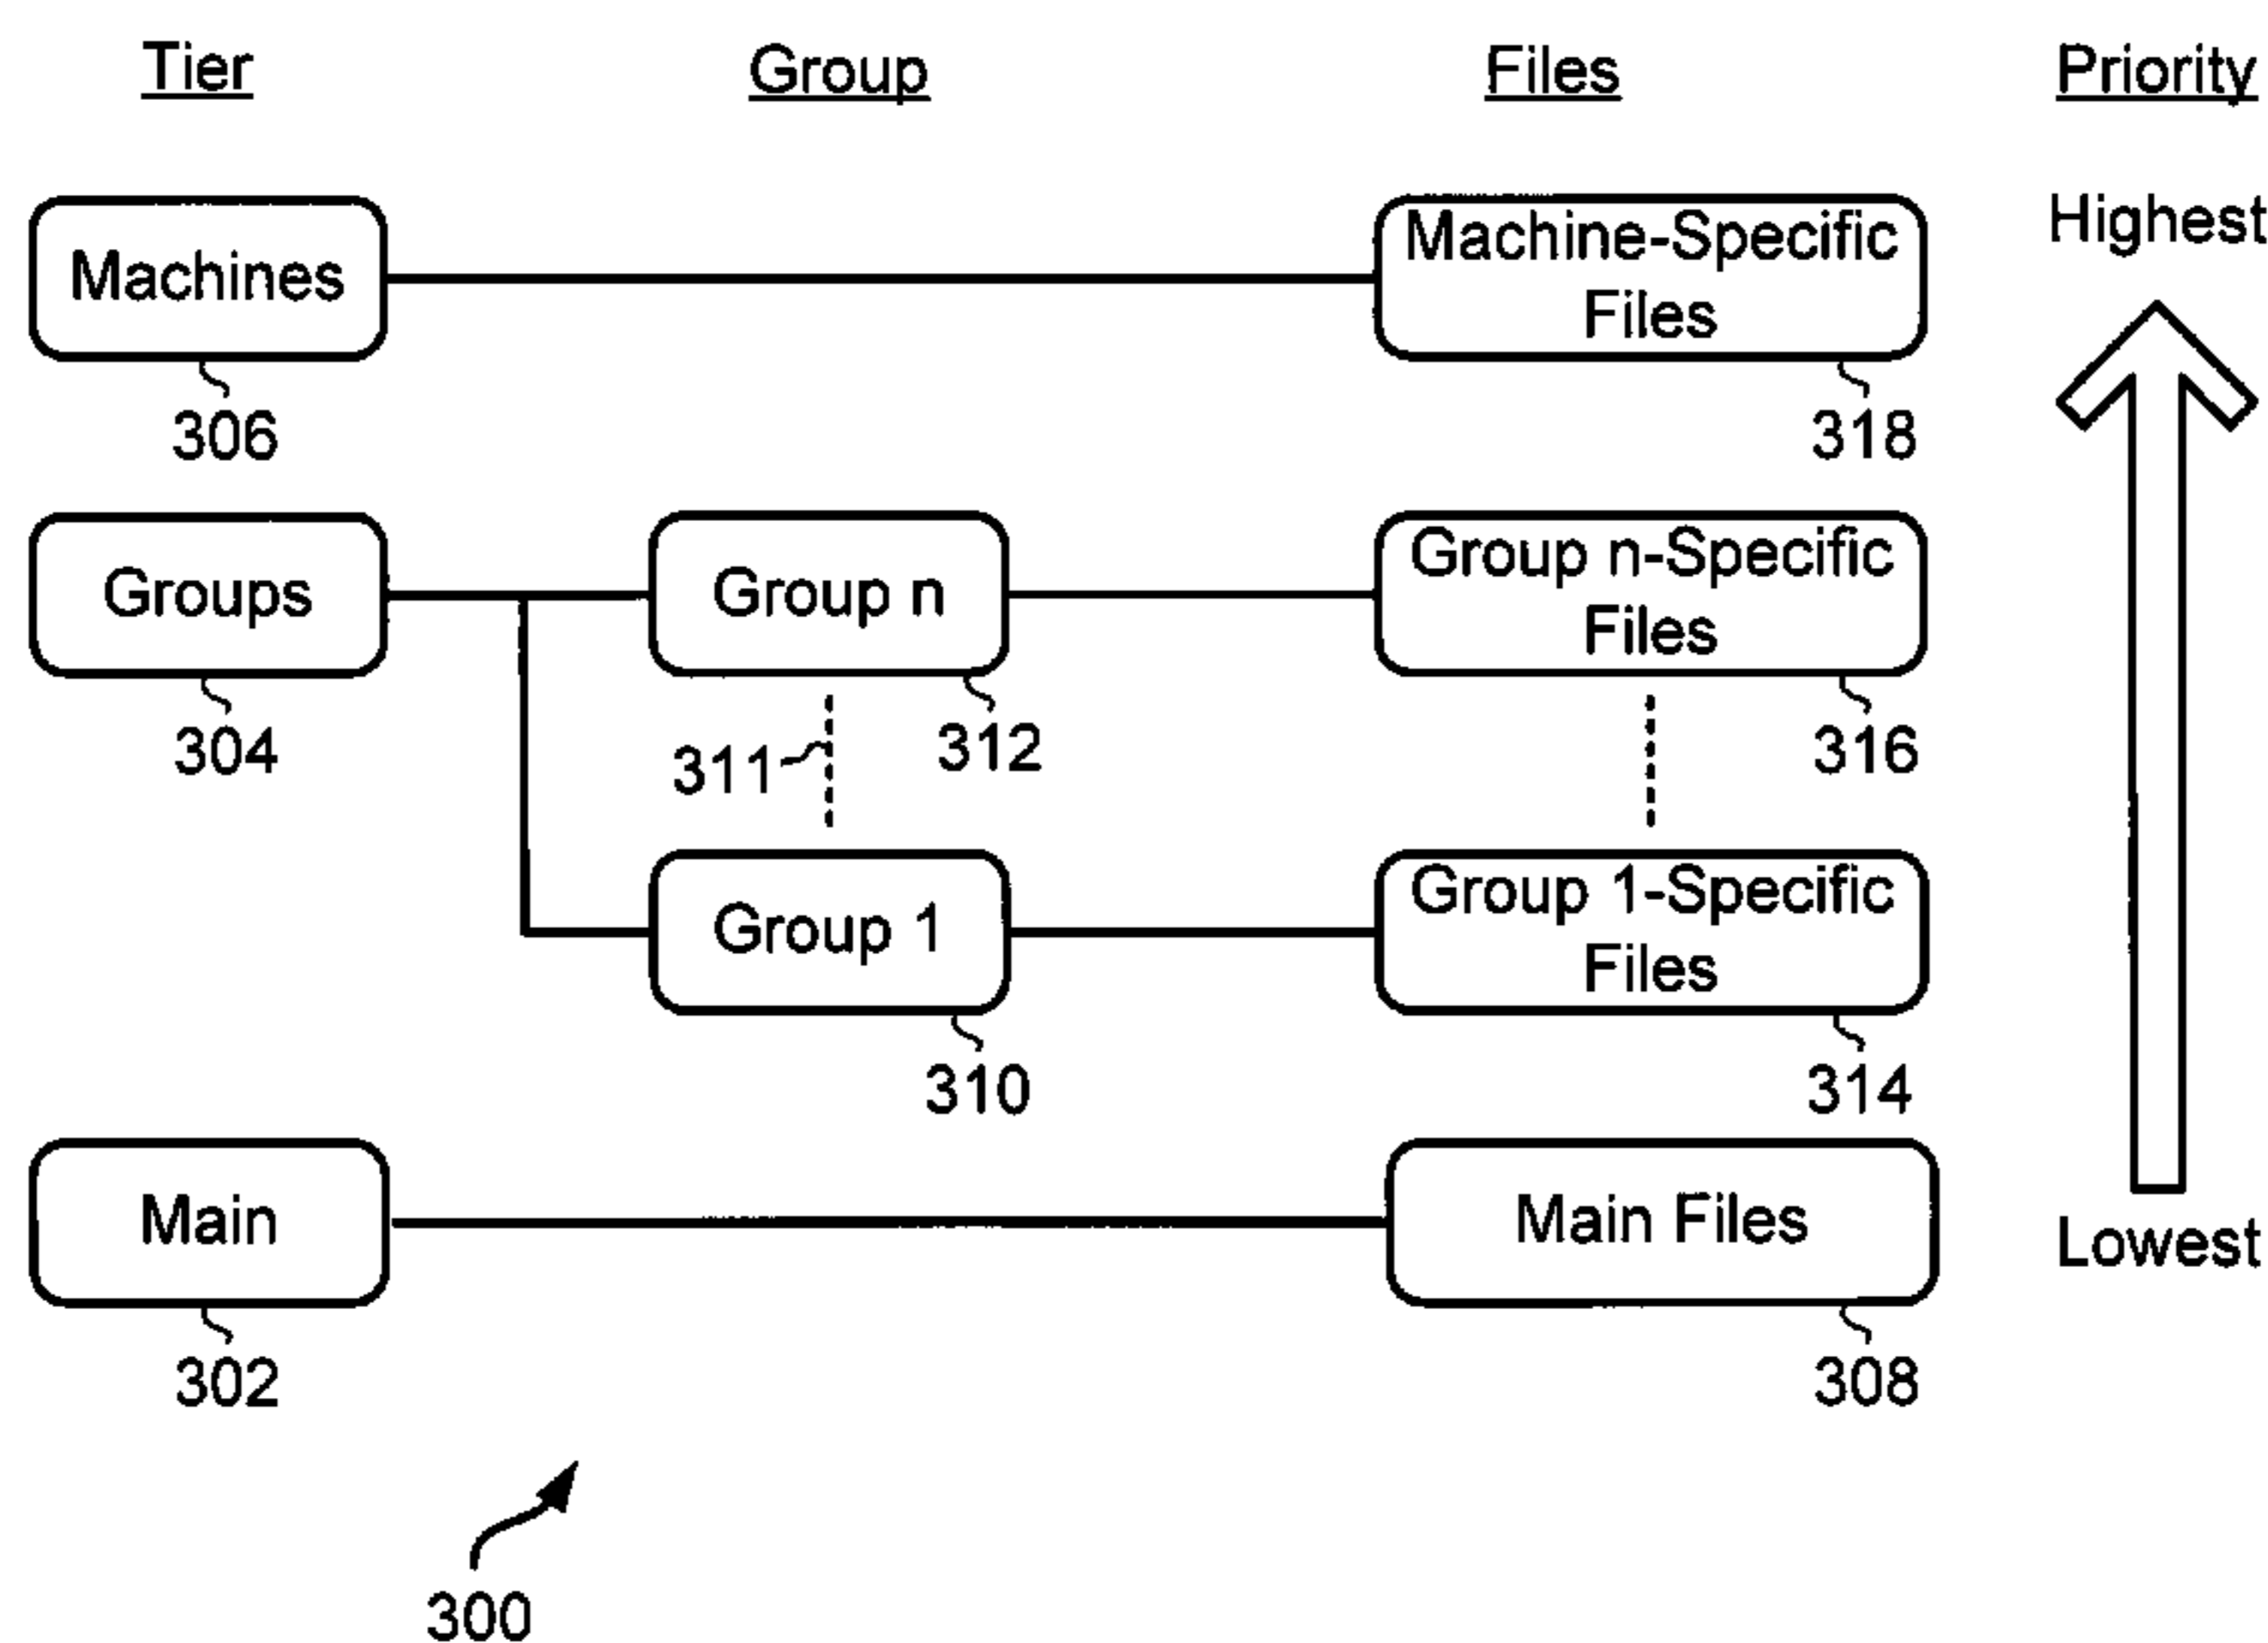 Tier
Group
Files
Priority
Machines
Machine-Specific
Files
Highest
306
318
Groups
Group n
Group n-Specific
Files
304
311
312
316
Group 1
Group 1-Specific
Files
310
314
Main
Main Files
Lowest
302
308
300